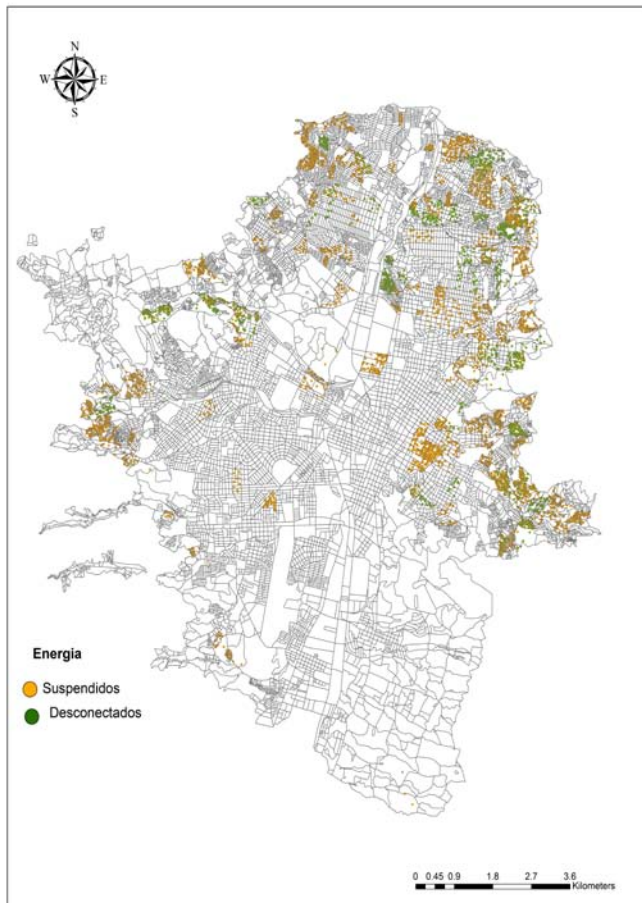 N
W E
S
Energia
Suspendidos
Desconectados
0 0.45 0.9 1.8 2.7 3.6
Kilometers